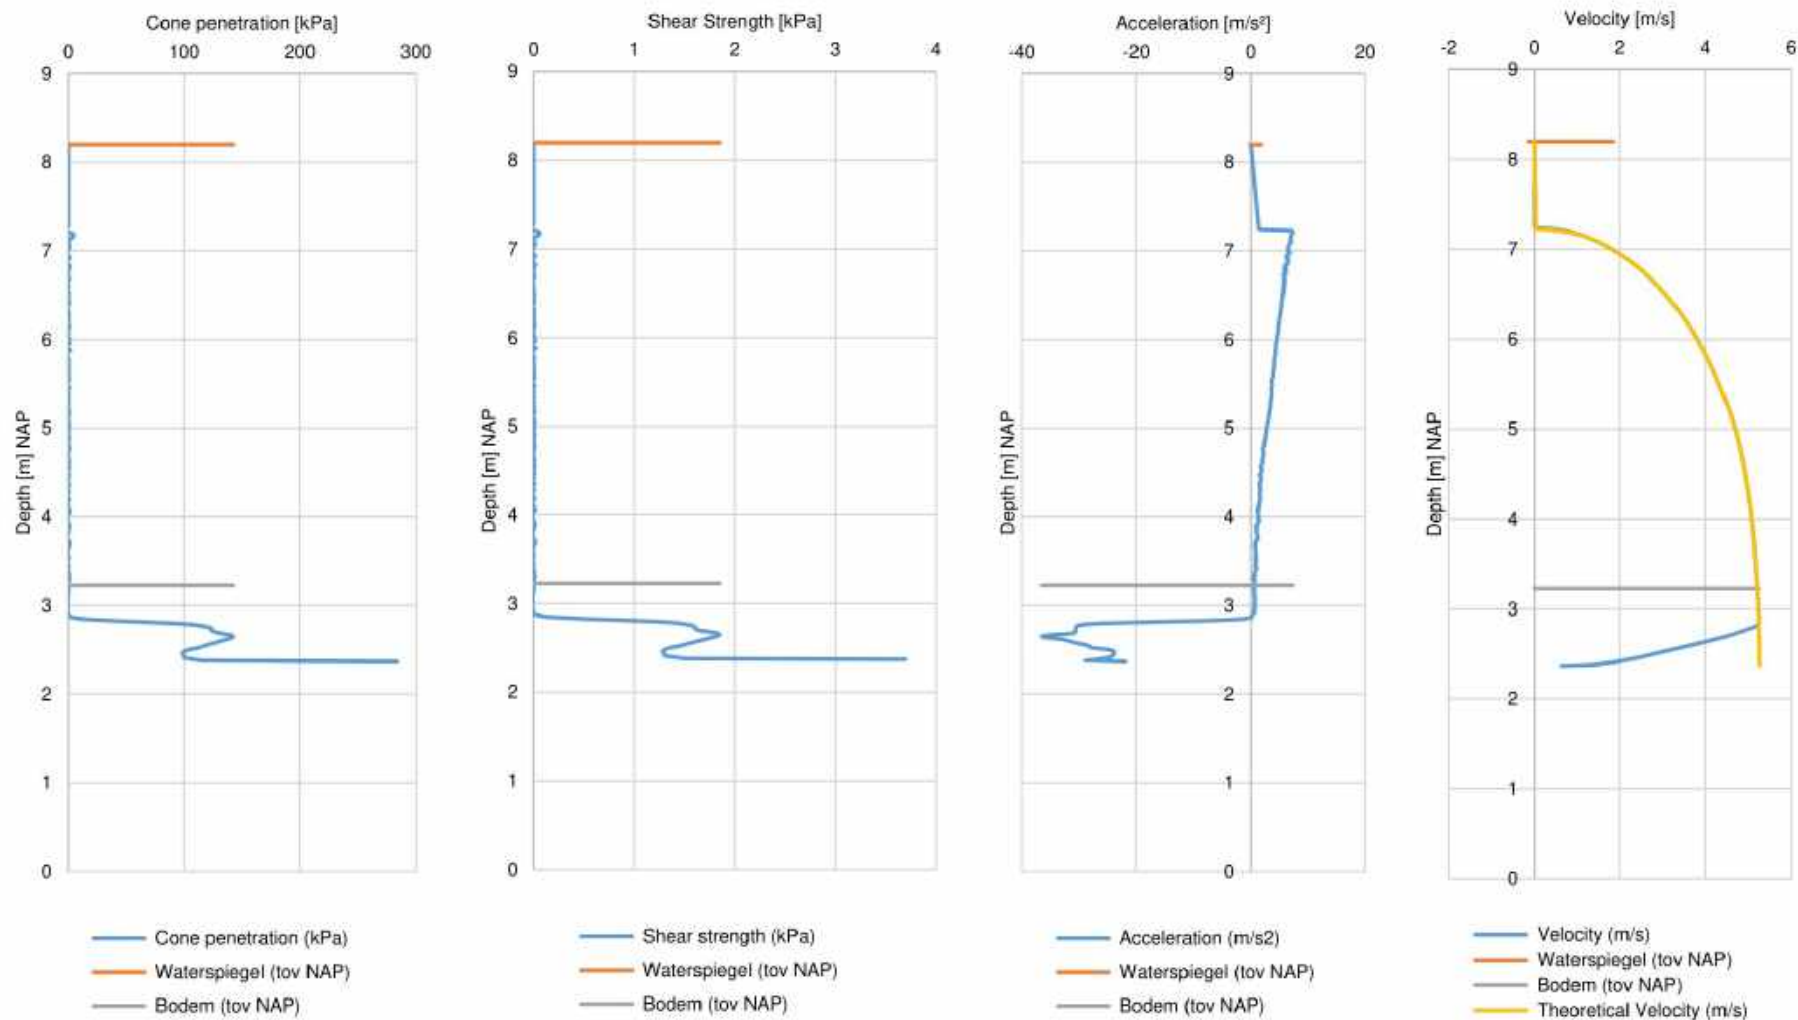 Cone penetration [kPa]
0 100 200 300
9
8
7
6
5
4
3
2
1
0
Depth [m] NAP
Cone penetration (kPa)
Waterspiegel (tov NAP)
Bodem (tov NAP)
Shear Strength [kPa]
0 1 2 3 4
9
8
7
6
5
4
3
2
1
0
Depth [m] NAP
Shear strength (kPa)
Waterspiegel (tov NAP)
Bodem (tov NAP)
Acceleration [m/s²]
-40 -20 0 20
9
8
7
6
5
4
3
2
1
0
Depth [m] NAP
Acceleration (m/s2)
Waterspiegel (tov NAP)
Bodem (tov NAP)
Velocity [m/s]
-2 0 2 4 6
9
8
7
6
5
4
3
2
1
0
Depth [m] NAP
Velocity (m/s)
Waterspiegel (tov NAP)
Bodem (tov NAP)
Theoretical Velocity (m/s)